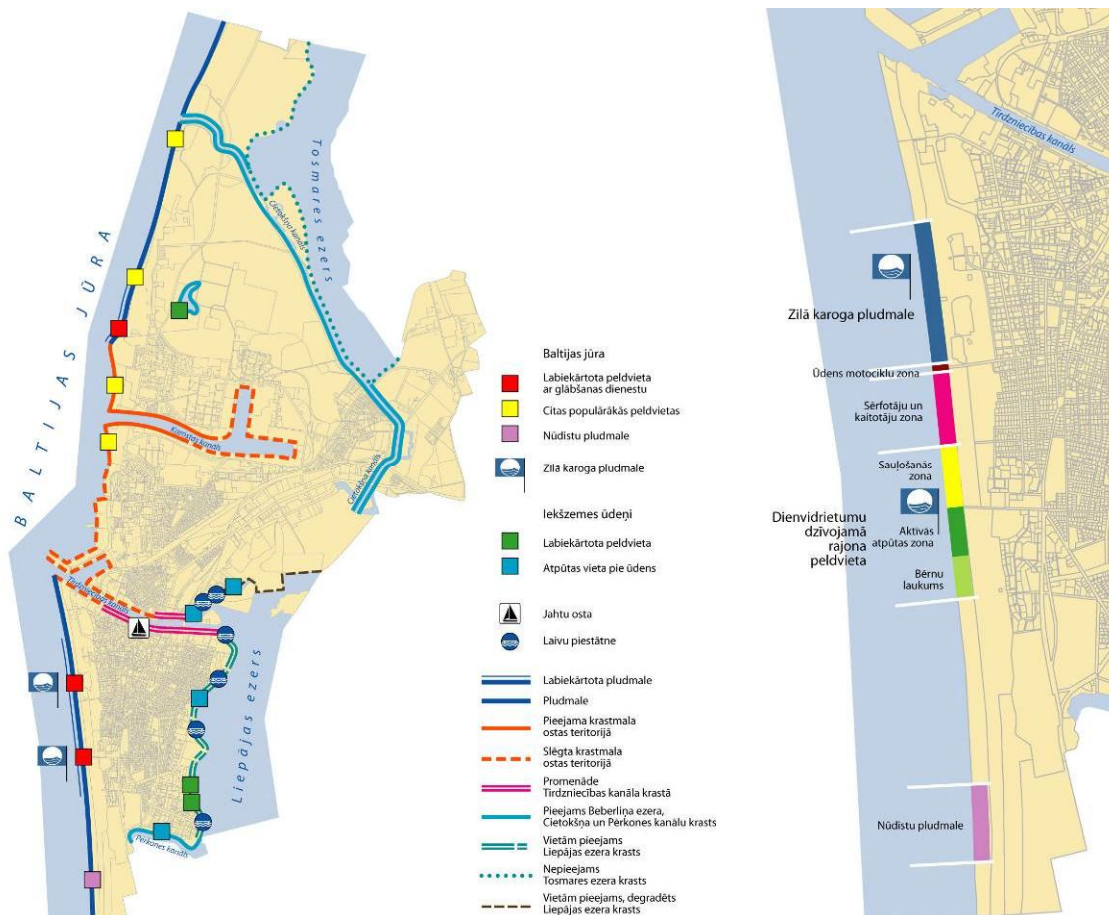 BALTIJAS JŪRA
Tosmares ezers
Cietokšņa kanāls
Karostas kanāls
Cietokšņa kanāls
Tirdzniecības kanāls
Liepājas ezers
Pērkones kanāls
Baltijas jūra
Labiekārtota peldvieta
ar glābšanas dienestu
Citas populārākās peldvietas
Nūdistu pludmale
Zilā karoga pludmale
Iekšzemes ūdeņi
Labiekārtota peldvieta
Atpūtas vieta pie ūdens
Jahtu osta
Laivu piestātne
Labiekārtota pludmale
Pludmale
Pieejama krastmala
ostas teritorijā
Slēgta krastmala
ostas teritorijā
Promenāde
Tirdzniecības kanāla krastā
Pieejams Beberliņa ezera,
Cietokšņa un Pērkones kanālu krasts
Vietām pieejams
Liepājas ezera krasts
Nepieejams
Tosmares ezera krasts
Vietām pieejams, degradēts
Liepājas ezera krasts
Tirdzniecības kanāls
Zilā karoga pludmale
Ūdens motociklu zona
Sērfotāju un
kaitotāju zona
Sauļošanās
zona
Dienvidrietumu
dzīvojamā
rajona
peldvieta
Aktīvās
atpūtas zona
Bērnu
laukums
Nūdistu pludmale